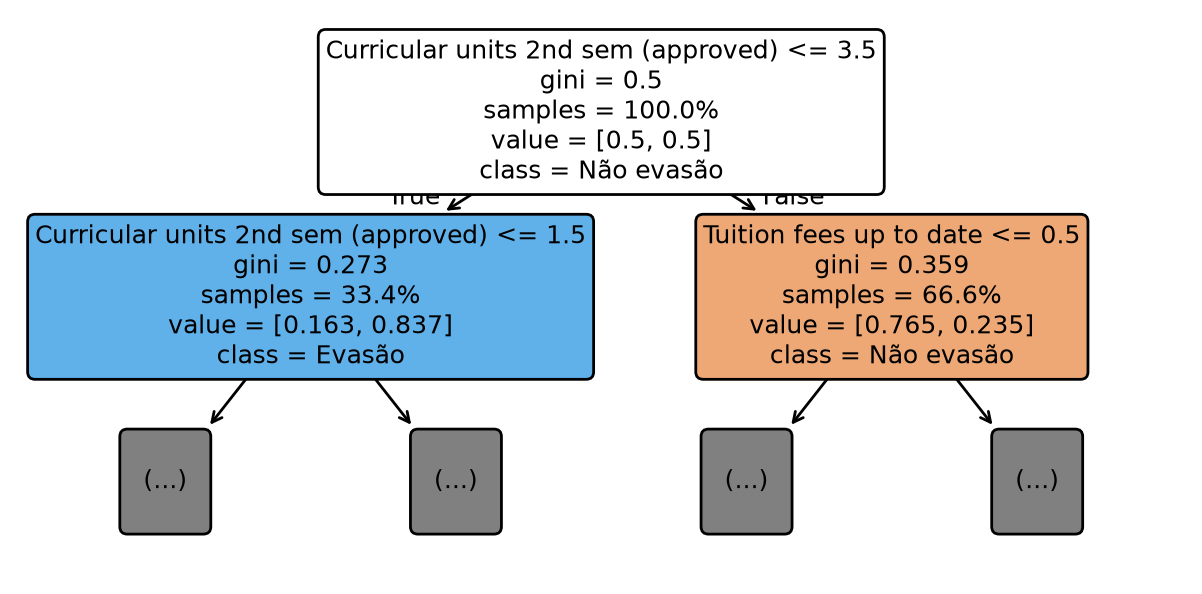 Curricular units 2nd sem (approved) <= 3.5
gini = 0.5
samples = 100.0%
value = [0.5, 0.5]
class = Não evasão
True
False
Curricular units 2nd sem (approved) <= 1.5
gini = 0.273
samples = 33.4%
value = [0.163, 0.837]
class = Evasão
Tuition fees up to date <= 0.5
gini = 0.359
samples = 66.6%
value = [0.765, 0.235]
class = Não evasão
(...)
(...)
(...)
(...)